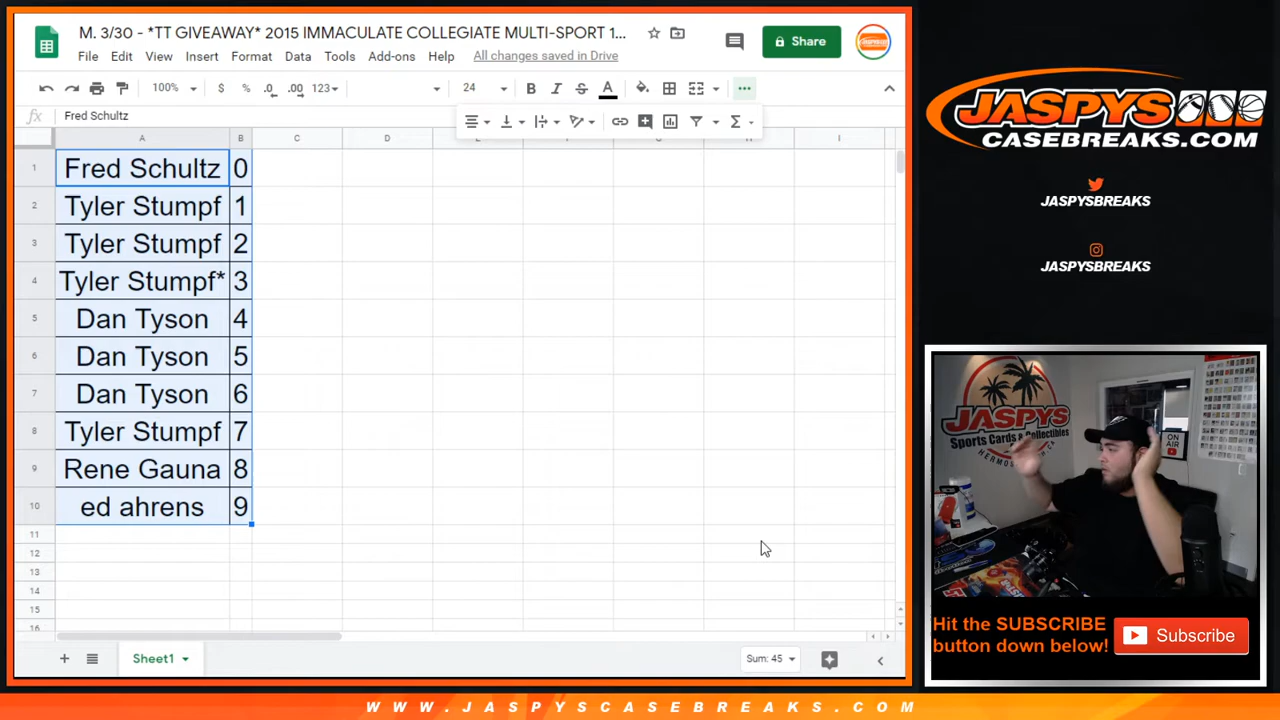 M. 3/30 - *TT GIVEAWAY* 2015 IMMACULATE COLLEGIATE MULTI-SPORT 1...
Share
File Edit View Insert Format Data Tools Add-ons Help All changes saved in Drive
100% $ % .0 .00 123 24 B I S A
fx Fred Schultz
A B C D I
1 Fred Schultz 0
2 Tyler Stumpf 1
3 Tyler Stumpf 2
4 Tyler Stumpf* 3
5 Dan Tyson 4
6 Dan Tyson 5
7 Dan Tyson 6
8 Tyler Stumpf 7
9 Rene Gauna 8
10 ed ahrens 9
11
12
13
14
15
16
Sheet1
Sum: 45
JASPYS
CASEBREAKS.COM
JASPYSBREAKS
JASPYSBREAKS
JASPYS
Sports Cards & Collectibles
HERMOSA
ON
AIR
Hit the SUBSCRIBE
button down below!
Subscribe
WWW.JASPYSCASEBREAKS.COM